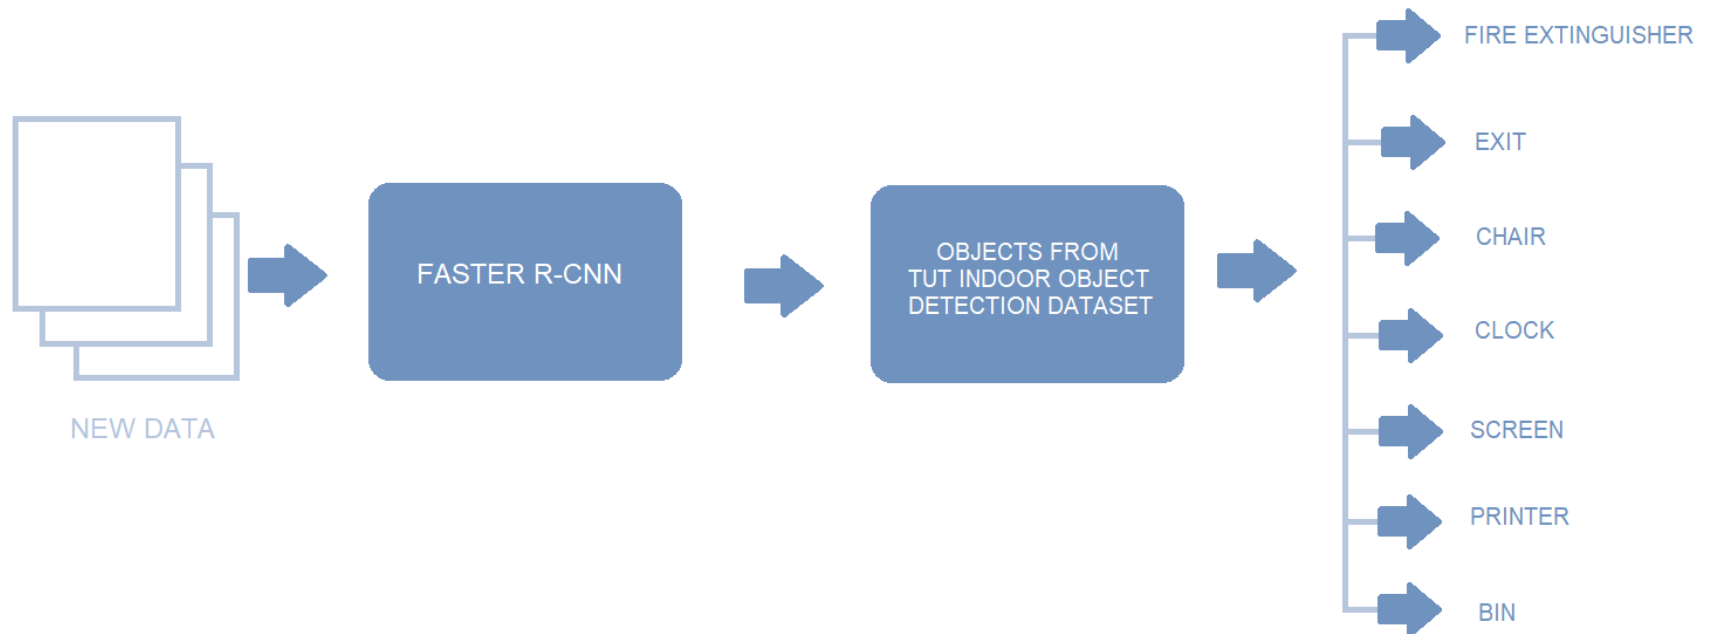 FIRE EXTINGUISHER
EXIT
CHAIR
CLOCK
SCREEN
PRINTER
BIN
FASTER R-CNN
OBJECTS FROM
TUT INDOOR OBJECT
DETECTION DATASET
NEW DATA